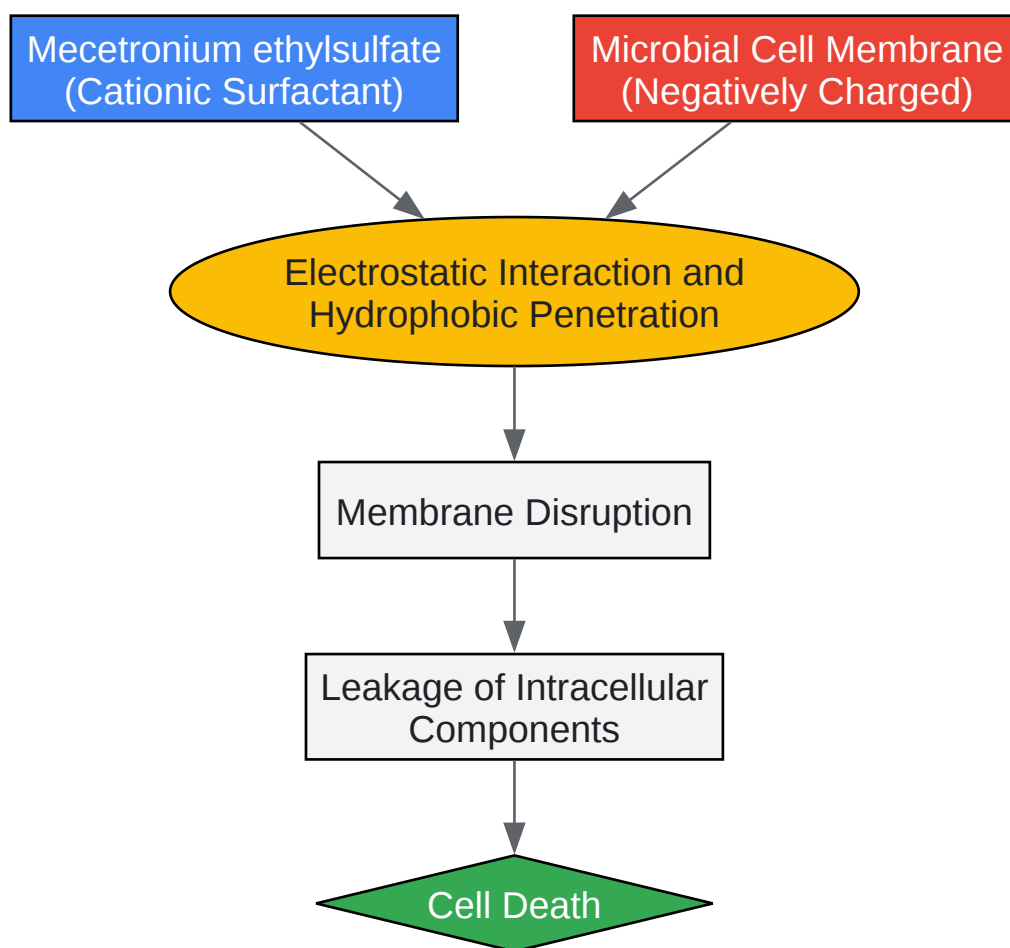 Mecetronium ethylsulfate
(Cationic Surfactant)
Microbial Cell Membrane
(Negatively Charged)
Electrostatic Interaction and
Hydrophobic Penetration
Membrane Disruption
Leakage of Intracellular
Components
Cell Death